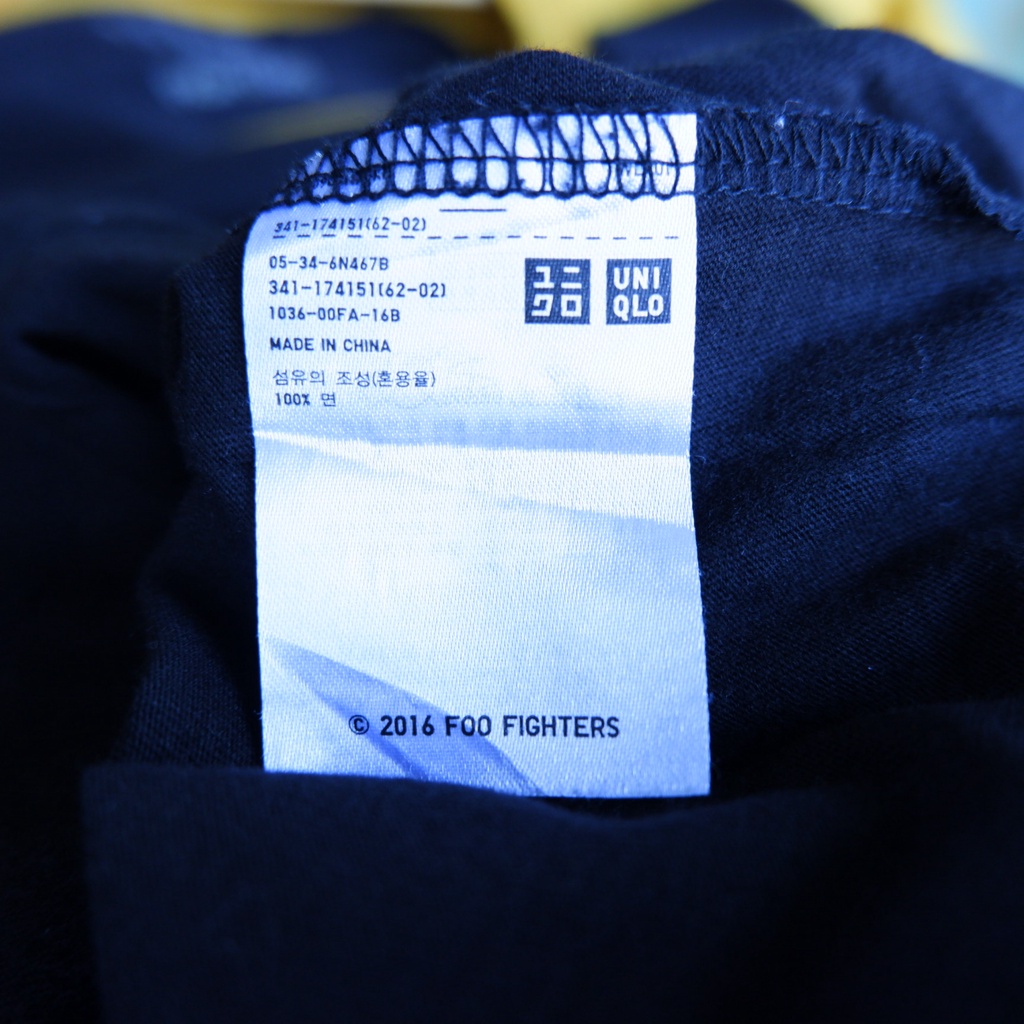 341-174151(62-02)
05-34-6N467B
341-174151(62-02)
1036-00FA-16B
MADE IN CHINA
섬유의 조성(혼용율)
100% 면
ユニ
クロ
UNI
QLO
© 2016 FOO FIGHTERS